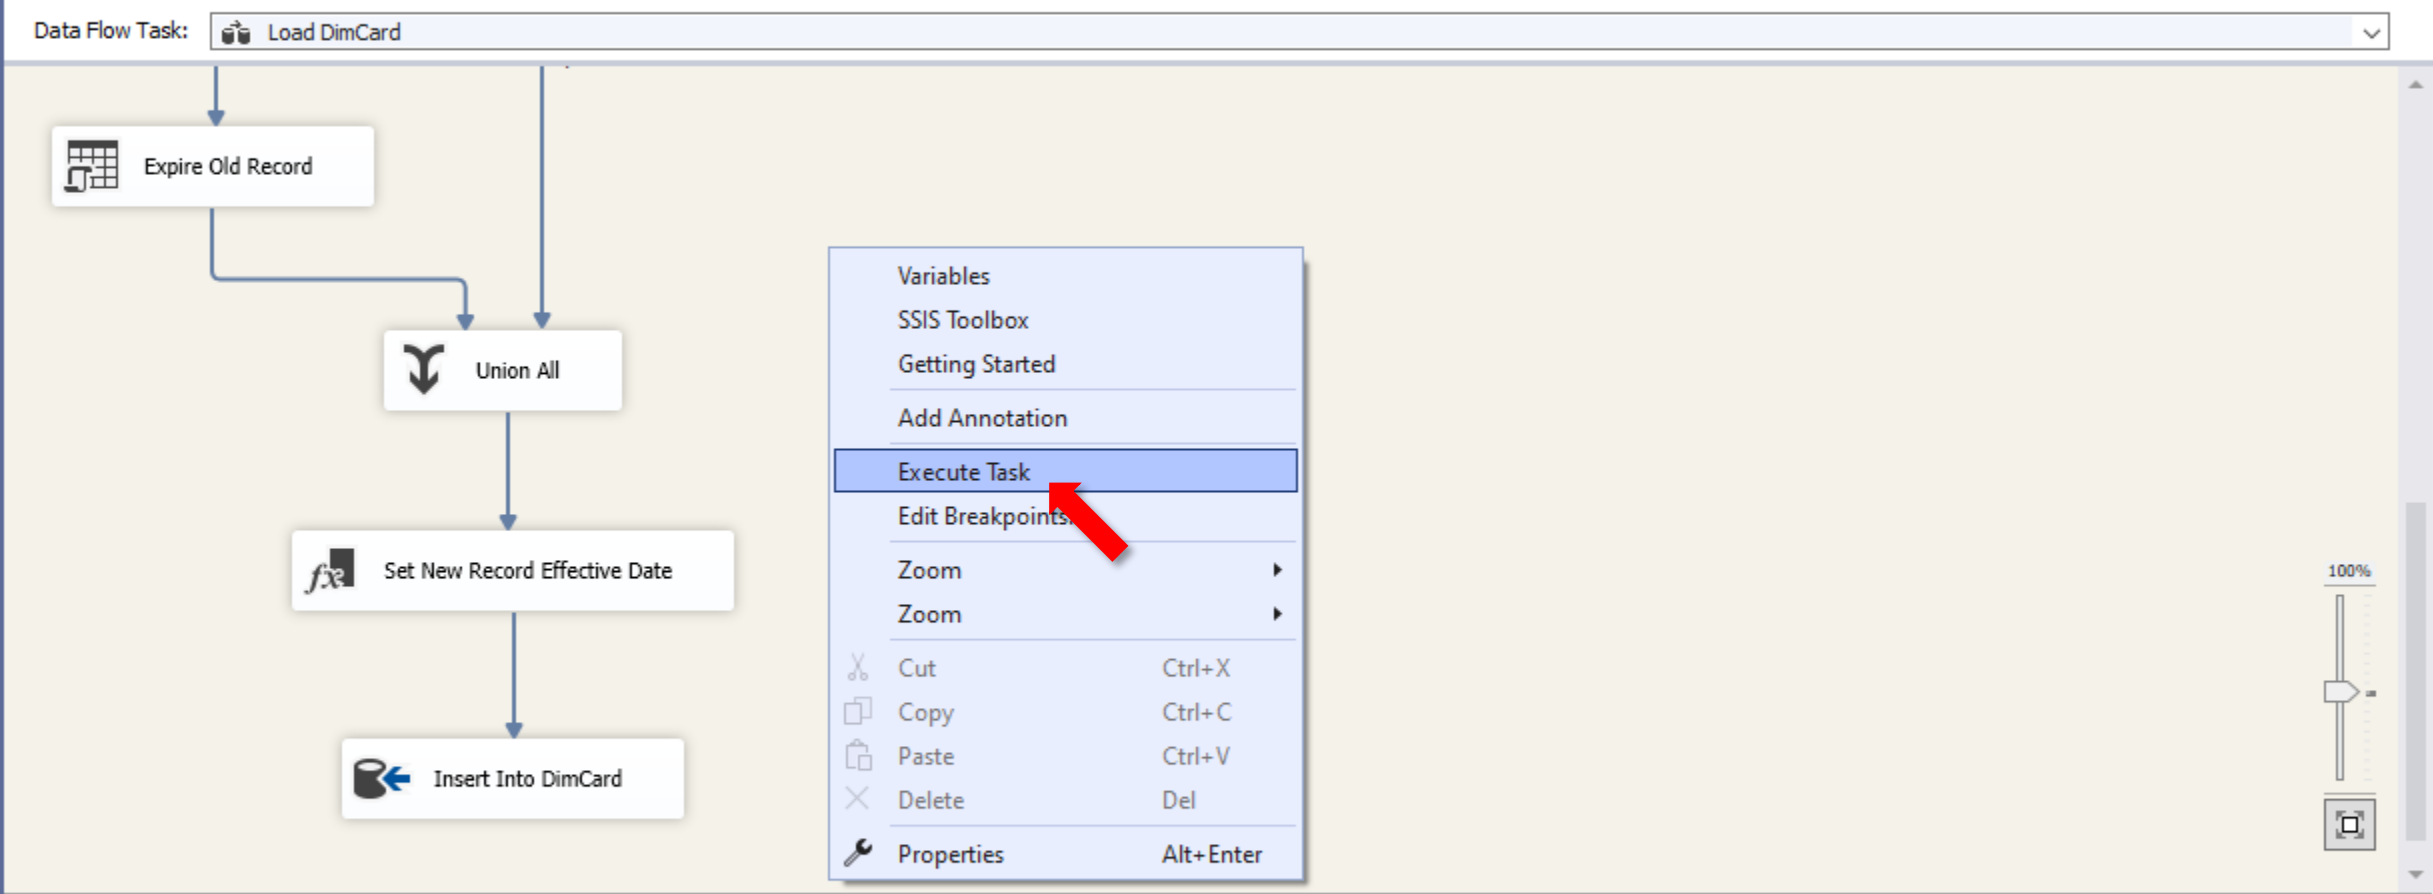 Data Flow Task: Load DimCard
Expire Old Record
Union All
Set New Record Effective Date
Insert Into DimCard
Variables
SSIS Toolbox
Getting Started
Add Annotation
Execute Task
Edit Breakpoints
Zoom
Zoom
Cut Ctrl+X
Copy Ctrl+C
Paste Ctrl+V
Delete Del
Properties Alt+Enter
100%